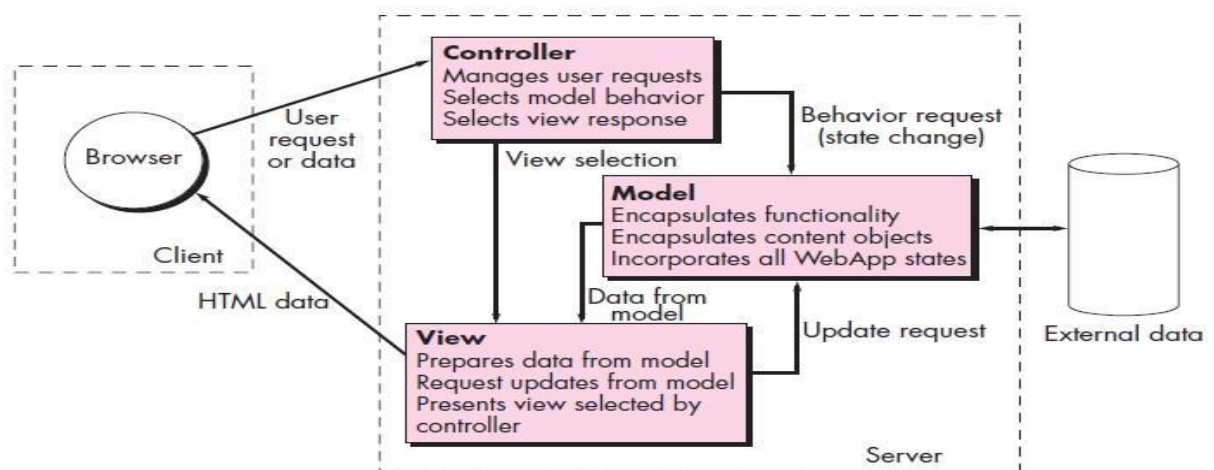 Controller
Manages user requests
Selects model behavior
Selects view response
User
request
or data
Browser
Behavior request
(state change)
View selection
Model
Encapsulates functionality
Encapsulates content objects
Incorporates all WebApp states
Client
HTML data
Data from
model
Update request
External data
View
Prepares data from model
Request updates from model
Presents view selected by
controller
Server